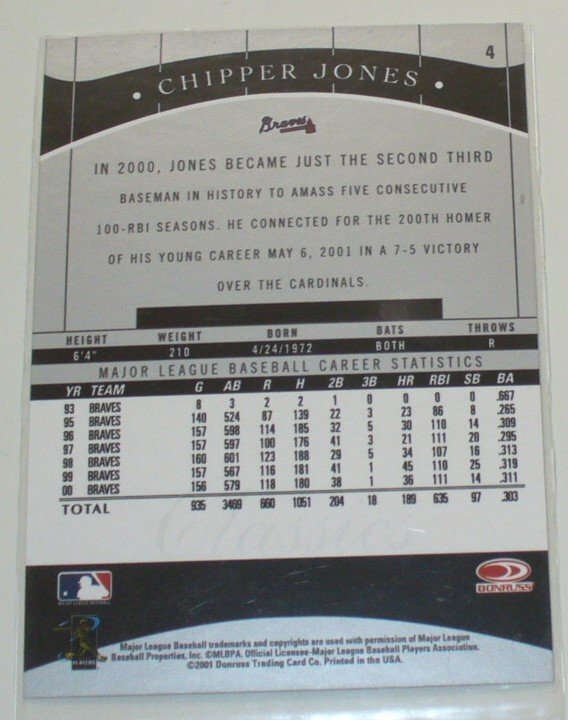 4
• CHIPPER JONES •
Braves
IN 2000, JONES BECAME JUST THE SECOND THIRD
BASEMAN IN HISTORY TO AMASS FIVE CONSECUTIVE
100-RBI SEASONS. HE CONNECTED FOR THE 200TH HOMER
OF HIS YOUNG CAREER MAY 6, 2001 IN A 7-5 VICTORY
OVER THE CARDINALS.
HEIGHT WEIGHT BORN BATS THROWS
6'4" 210 4/24/1972 BOTH R
MAJOR LEAGUE BASEBALL CAREER STATISTICS
YR TEAM G AB R H 2B 3B HR RBI SB BA
93 BRAVES 8 3 2 2 1 0 0 0 0 .667
95 BRAVES 140 524 87 139 22 3 23 86 8 .265
96 BRAVES 157 598 114 185 32 5 30 110 14 .309
97 BRAVES 157 597 100 176 41 3 21 111 20 .295
98 BRAVES 160 601 123 188 29 5 34 107 16 .313
99 BRAVES 157 567 116 181 41 1 45 110 25 .319
00 BRAVES 156 579 118 180 38 1 36 111 14 .311
TOTAL 935 3469 660 1051 204 18 189 635 97 .303
Classics
MAJOR LEAGUE BASEBALL
DONRUSS
PLAYERS
Major League Baseball trademarks and copyrights are used with permission of Major League
Baseball Properties, Inc. ©MLBPA. Official Licensee-Major League Baseball Players Association.
©2001 Donruss Trading Card Co. Printed in the USA.